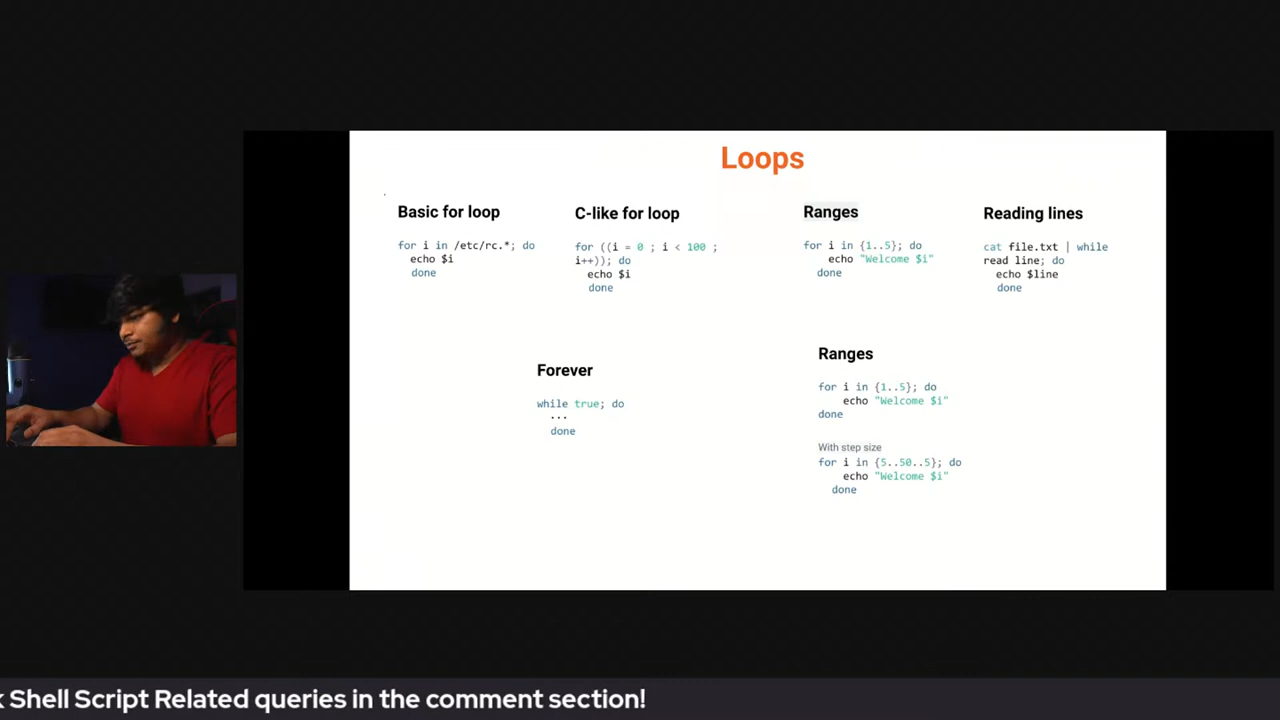 Loops
Basic for loop
for i in /etc/rc.*; do
echo $i
done
C-like for loop
for ((i = 0 ; i < 100 ;
i++)); do
echo $i
done
Ranges
for i in {1..5}; do
echo "Welcome $i"
done
Reading lines
cat file.txt | while
read line; do
echo $line
done
Forever
while true; do
...
done
Ranges
for i in {1..5}; do
echo "Welcome $i"
done
With step size
for i in {5..50..5}; do
echo "Welcome $i"
done
Shell Script Related queries in the comment section!